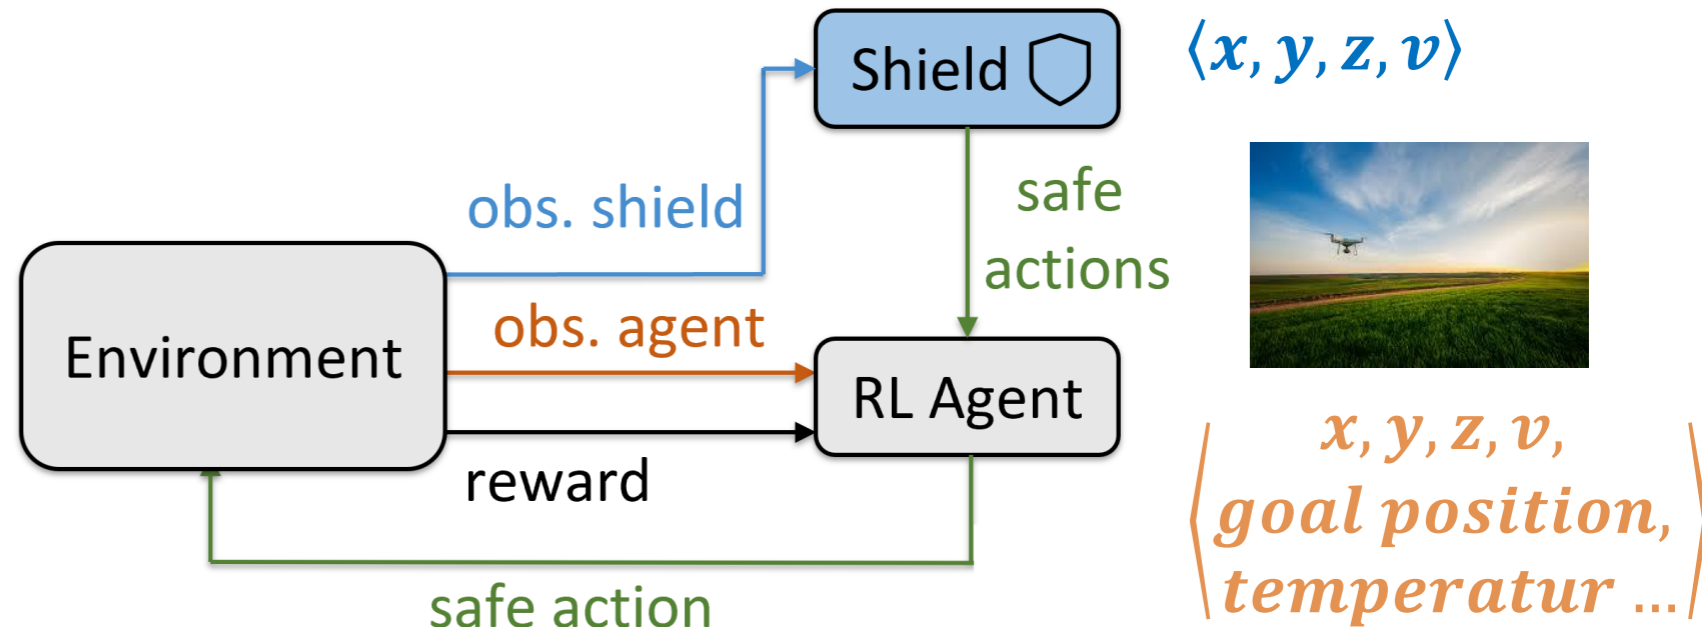 Shield
⟨x, y, z, v⟩
obs. shield
safe
actions
obs. agent
Environment
RL Agent
reward
x, y, z, v,
goal position,
temperatur ...
safe action